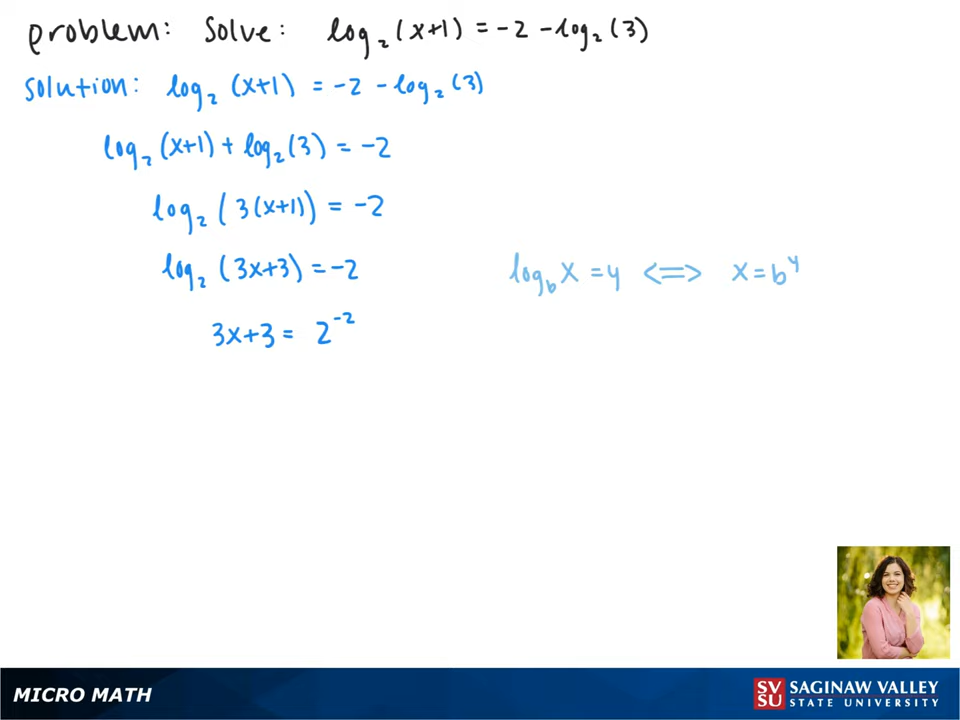 problem: Solve: log₂(x+1) = -2 - log₂(3)
solution: log₂(x+1) = -2 - log₂(3)
log₂(x+1) + log₂(3) = -2
log₂(3(x+1)) = -2
log₂(3x+3) = -2
log_b x = y <=> x = b^y
3x+3 = 2⁻²
MICRO MATH
SVSU SAGINAW VALLEY
STATE UNIVERSITY